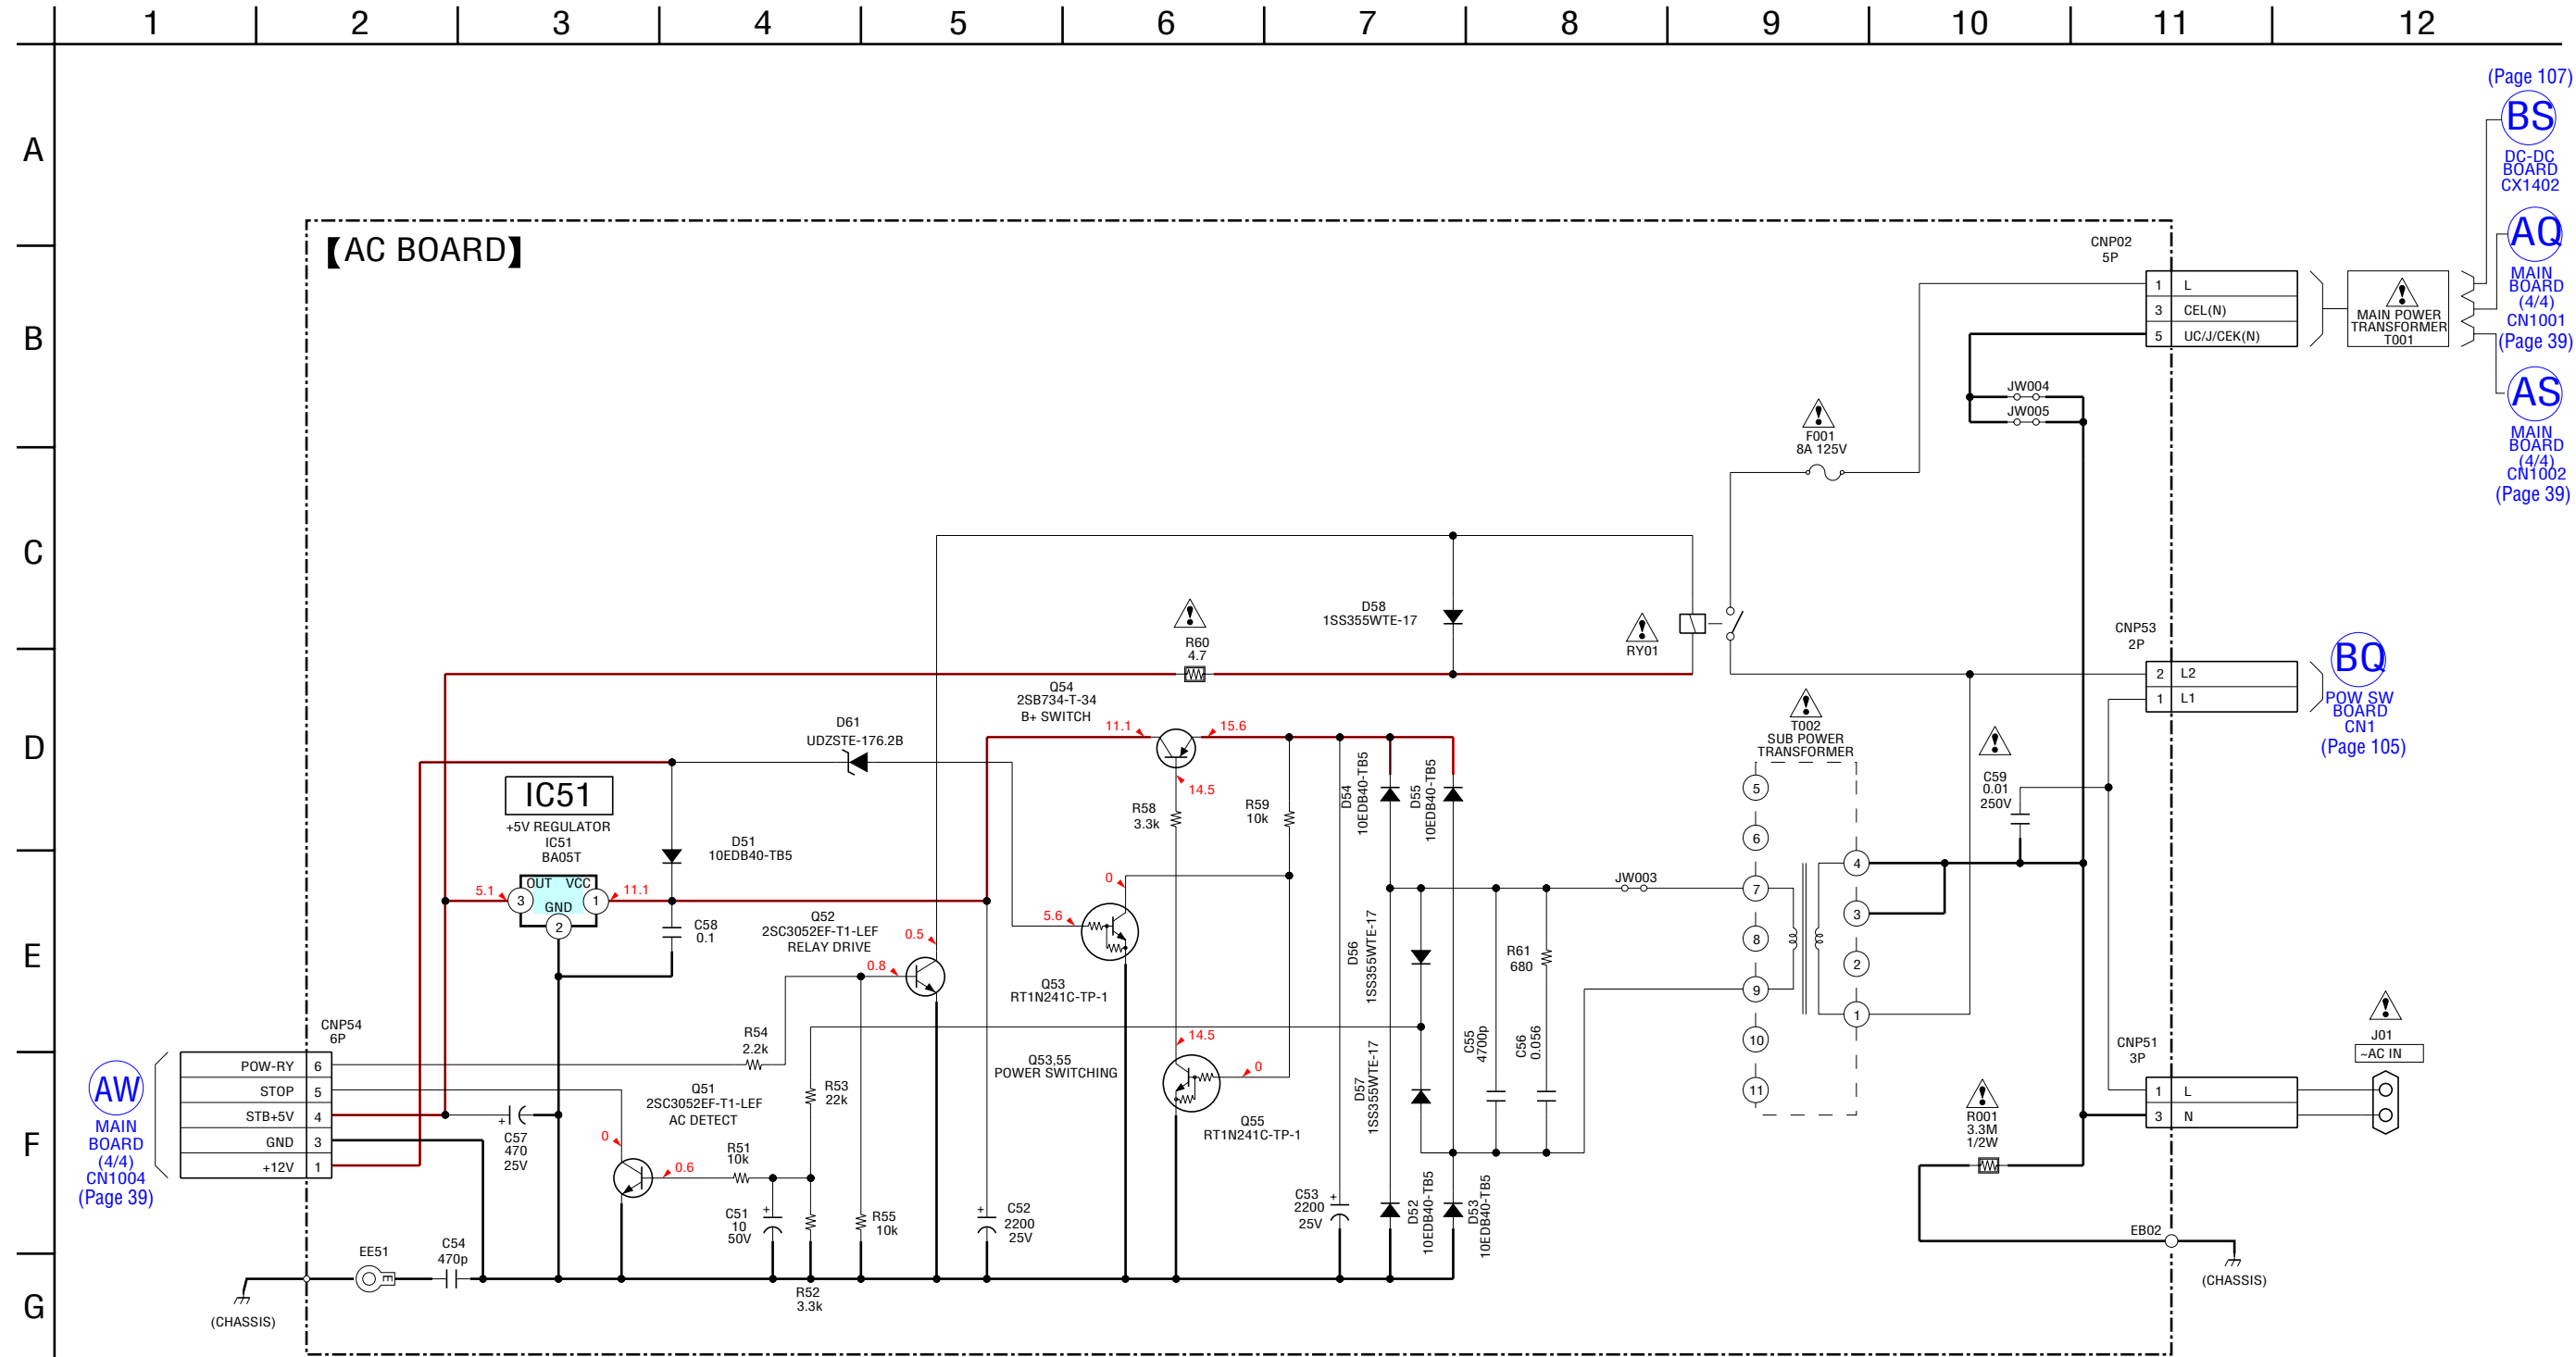 1 2 3 4 5 6 7 8 9 10 11 12
A
B
C
D
E
F
G
【AC BOARD】
(Page 107)
BS
DC-DC
BOARD
CX1402
AQ
MAIN
BOARD
(4/4)
CN1001
(Page 39)
AS
MAIN
BOARD
(4/4)
CN1002
(Page 39)
CNP02
5P
1 L
3 CEL(N)
5 UC/J/CEK(N)
MAIN POWER
TRANSFORMER
T001
JW004
JW005
F001
8A 125V
D58
1SS355WTE-17
R60
4.7
RY01
CNP53
2P
2 L2
1 L1
BQ
POW SW
BOARD
CN1
(Page 105)
Q54
2SB734-T-34
B+ SWITCH
11.1
15.6
14.5
D61
UDZSTE-176.2B
IC51
+5V REGULATOR
IC51
BA05T
OUT VCC
GND
3
1
2
5.1
11.1
D51
10EDB40-TB5
C58
0.1
R58
3.3k
R59
10k
D54
10EDB40-TB5
D55
10EDB40-TB5
T002
SUB POWER
TRANSFORMER
5
6
7
8
9
10
11
4
3
2
1
C59
0.01
250V
JW003
Q52
2SC3052EF-T1-LEF
RELAY DRIVE
0.5
0.8
0
5.6
Q53
RT1N241C-TP-1
D56
1SS355WTE-17
R61
680
C55
4700p
C56
0.056
D57
1SS355WTE-17
14.5
0
Q53,55
POWER SWITCHING
Q55
RT1N241C-TP-1
CNP54
6P
POW-RY 6
STOP 5
STB+5V 4
GND 3
+12V 1
AW
MAIN
BOARD
(4/4)
CN1004
(Page 39)
R54
2.2k
R53
22k
Q51
2SC3052EF-T1-LEF
AC DETECT
0
0.6
R51
10k
C57
470
25V
C51
10
50V
R52
3.3k
R55
10k
C52
2200
25V
C53
2200
25V
D52
10EDB40-TB5
D53
10EDB40-TB5
CNP51
3P
1 L
3 N
J01
~AC IN
R001
3.3M
1/2W
EB02
(CHASSIS)
EE51
E
C54
470p
(CHASSIS)